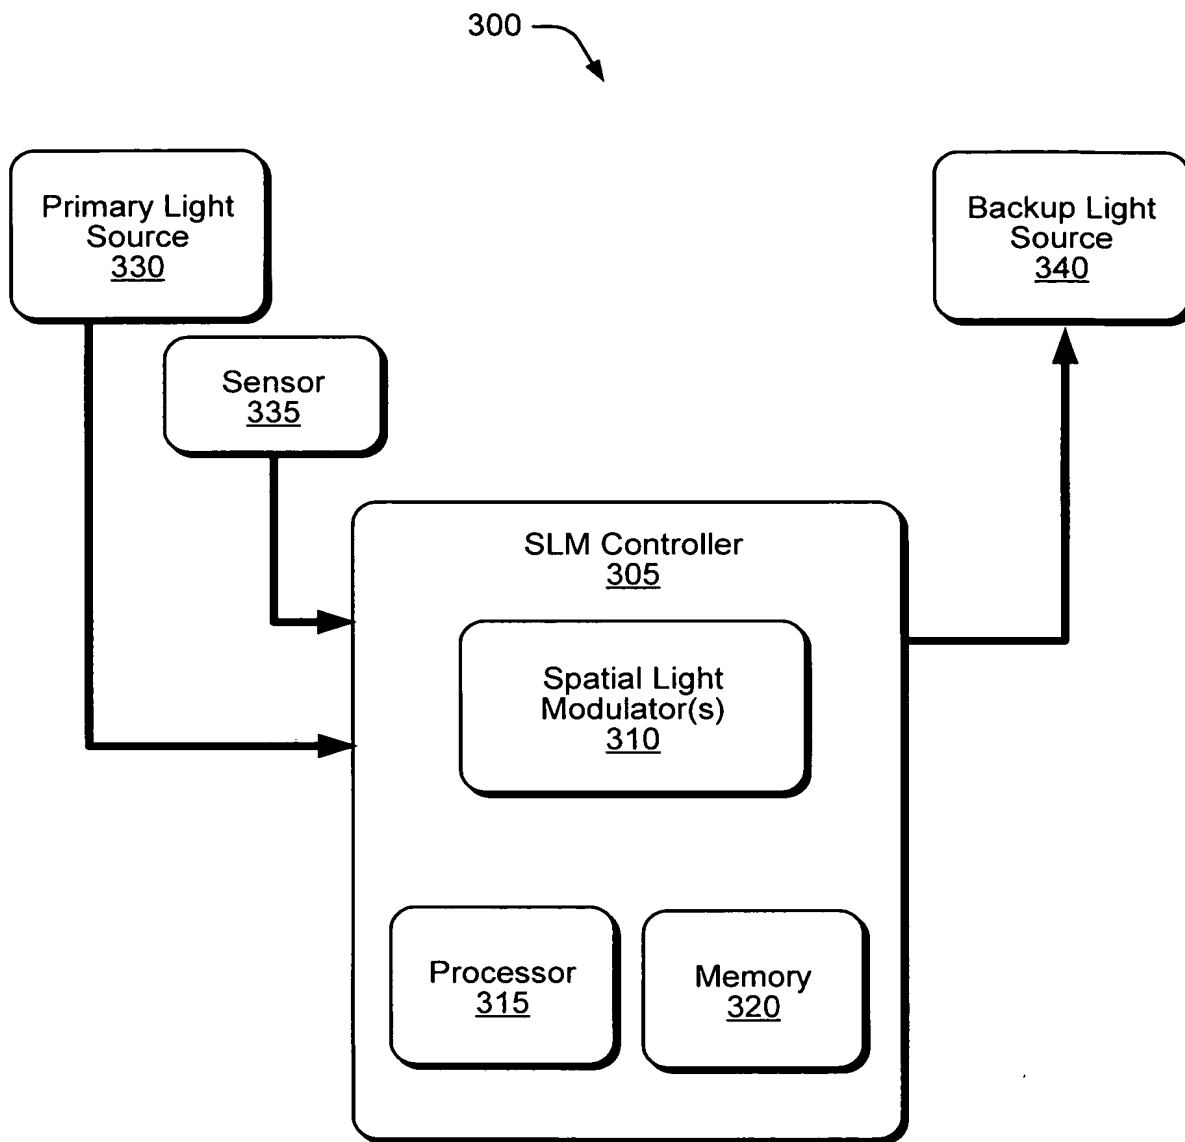 300
Primary Light
Source
330
Backup Light
Source
340
Sensor
335
SLM Controller
305
Spatial Light
Modulator(s)
310
Processor
315
Memory
320